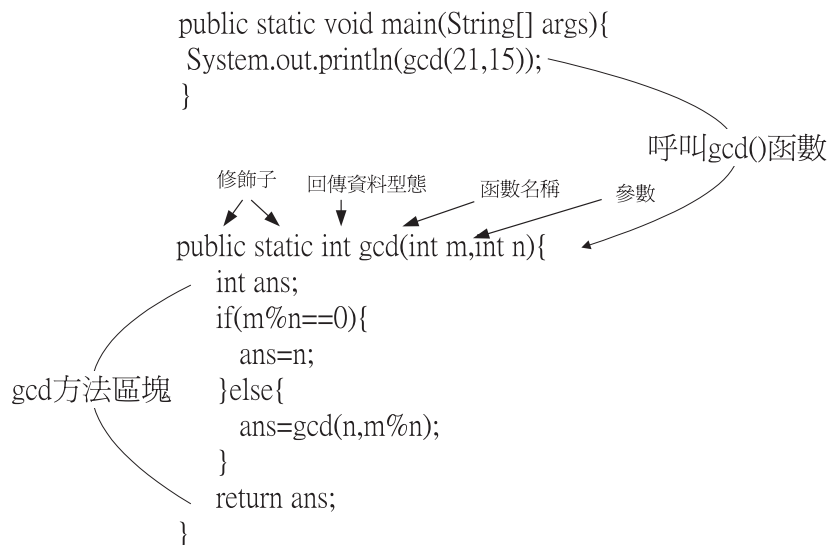 public static void main(String[] args){
System.out.println(gcd(21,15));
}
呼叫gcd()函數
修飾子
回傳資料型態
函數名稱
參數
public static int gcd(int m,int n){
int ans;
if(m%n==0){
ans=n;
gcd方法區塊
}else{
ans=gcd(n,m%n);
}
return ans;
}